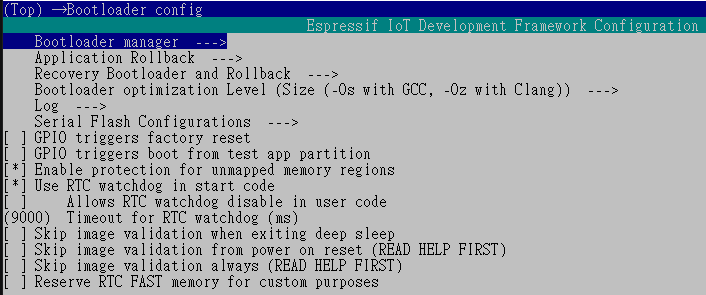 (Top) →Bootloader config
Espressif IoT Development Framework Configuration
Bootloader manager  --->
Application Rollback  --->
Recovery Bootloader and Rollback  --->
Bootloader optimization Level (Size (-Os with GCC, -Oz with Clang))  --->
Log  --->
Serial Flash Configurations  --->
[ ] GPIO triggers factory reset
[ ] GPIO triggers boot from test app partition
[*] Enable protection for unmapped memory regions
[*] Use RTC watchdog in start code
[ ]     Allows RTC watchdog disable in user code
(9000)  Timeout for RTC watchdog (ms)
[ ] Skip image validation when exiting deep sleep
[ ] Skip image validation from power on reset (READ HELP FIRST)
[ ] Skip image validation always (READ HELP FIRST)
[ ] Reserve RTC FAST memory for custom purposes